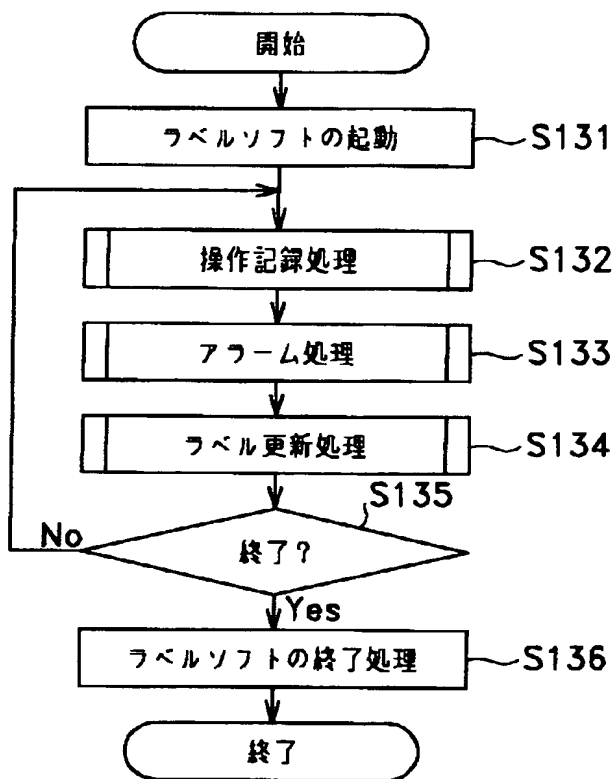 開始
ラベルソフトの起動
S131
操作記録処理
S132
アラーム処理
S133
ラベル更新処理
S134
S135
終了?
No
Yes
ラベルソフトの終了処理
S136
終了